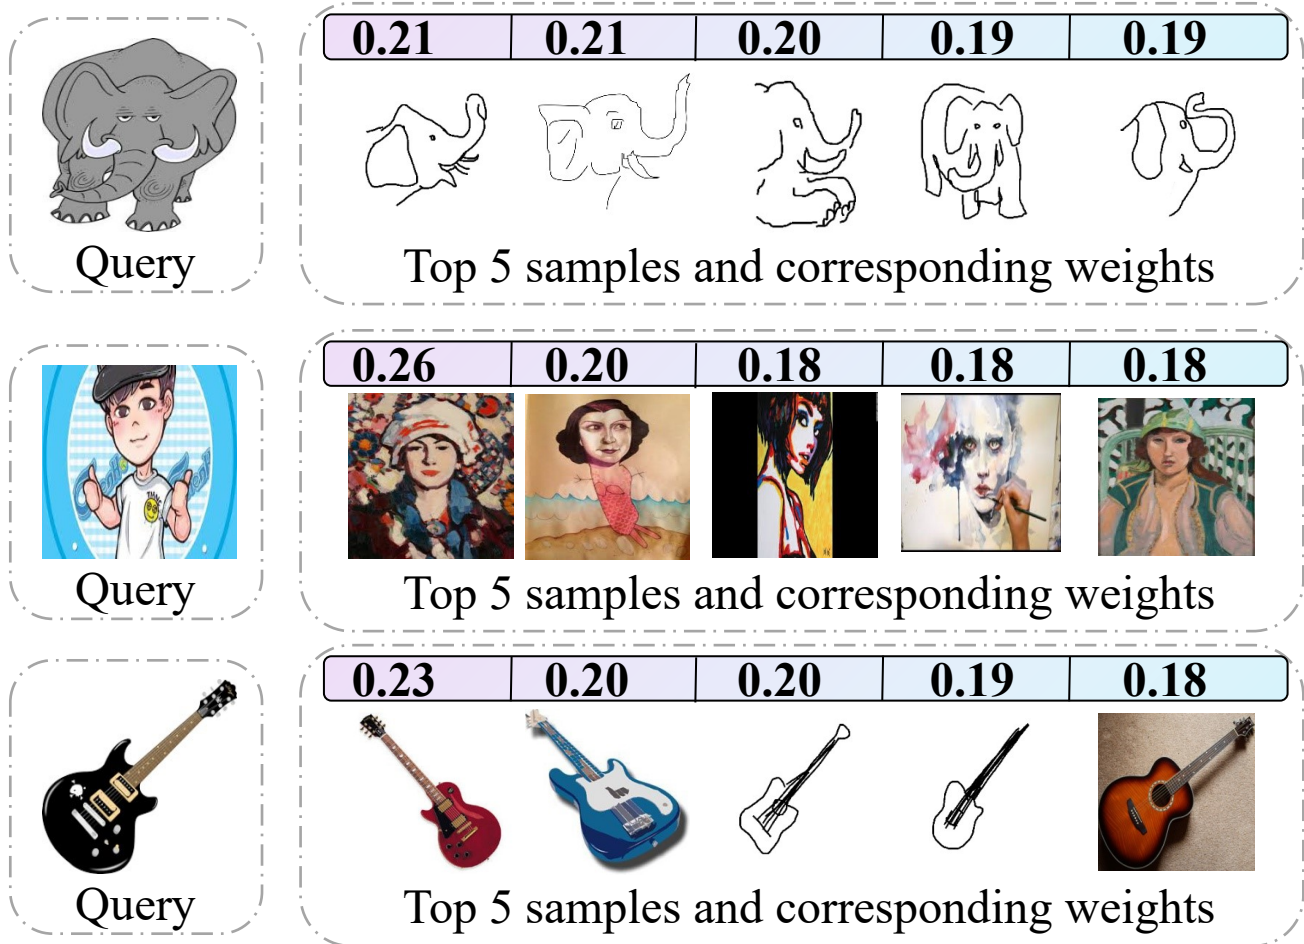 0.21 0.21 0.20 0.19 0.19
Query
Top 5 samples and corresponding weights
0.26 0.20 0.18 0.18 0.18
Query
Top 5 samples and corresponding weights
0.23 0.20 0.20 0.19 0.18
Query
Top 5 samples and corresponding weights